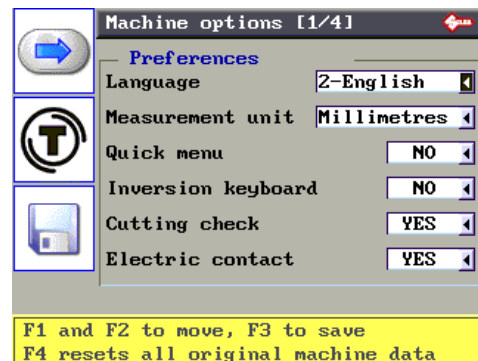 Machine options [1/4]
Preferences
Language 2-English
Measurement unit Millimetres
Quick menu NO
Inversion keyboard NO
Cutting check YES
Electric contact YES
T
F1 and F2 to move, F3 to save
F4 resets all original machine data